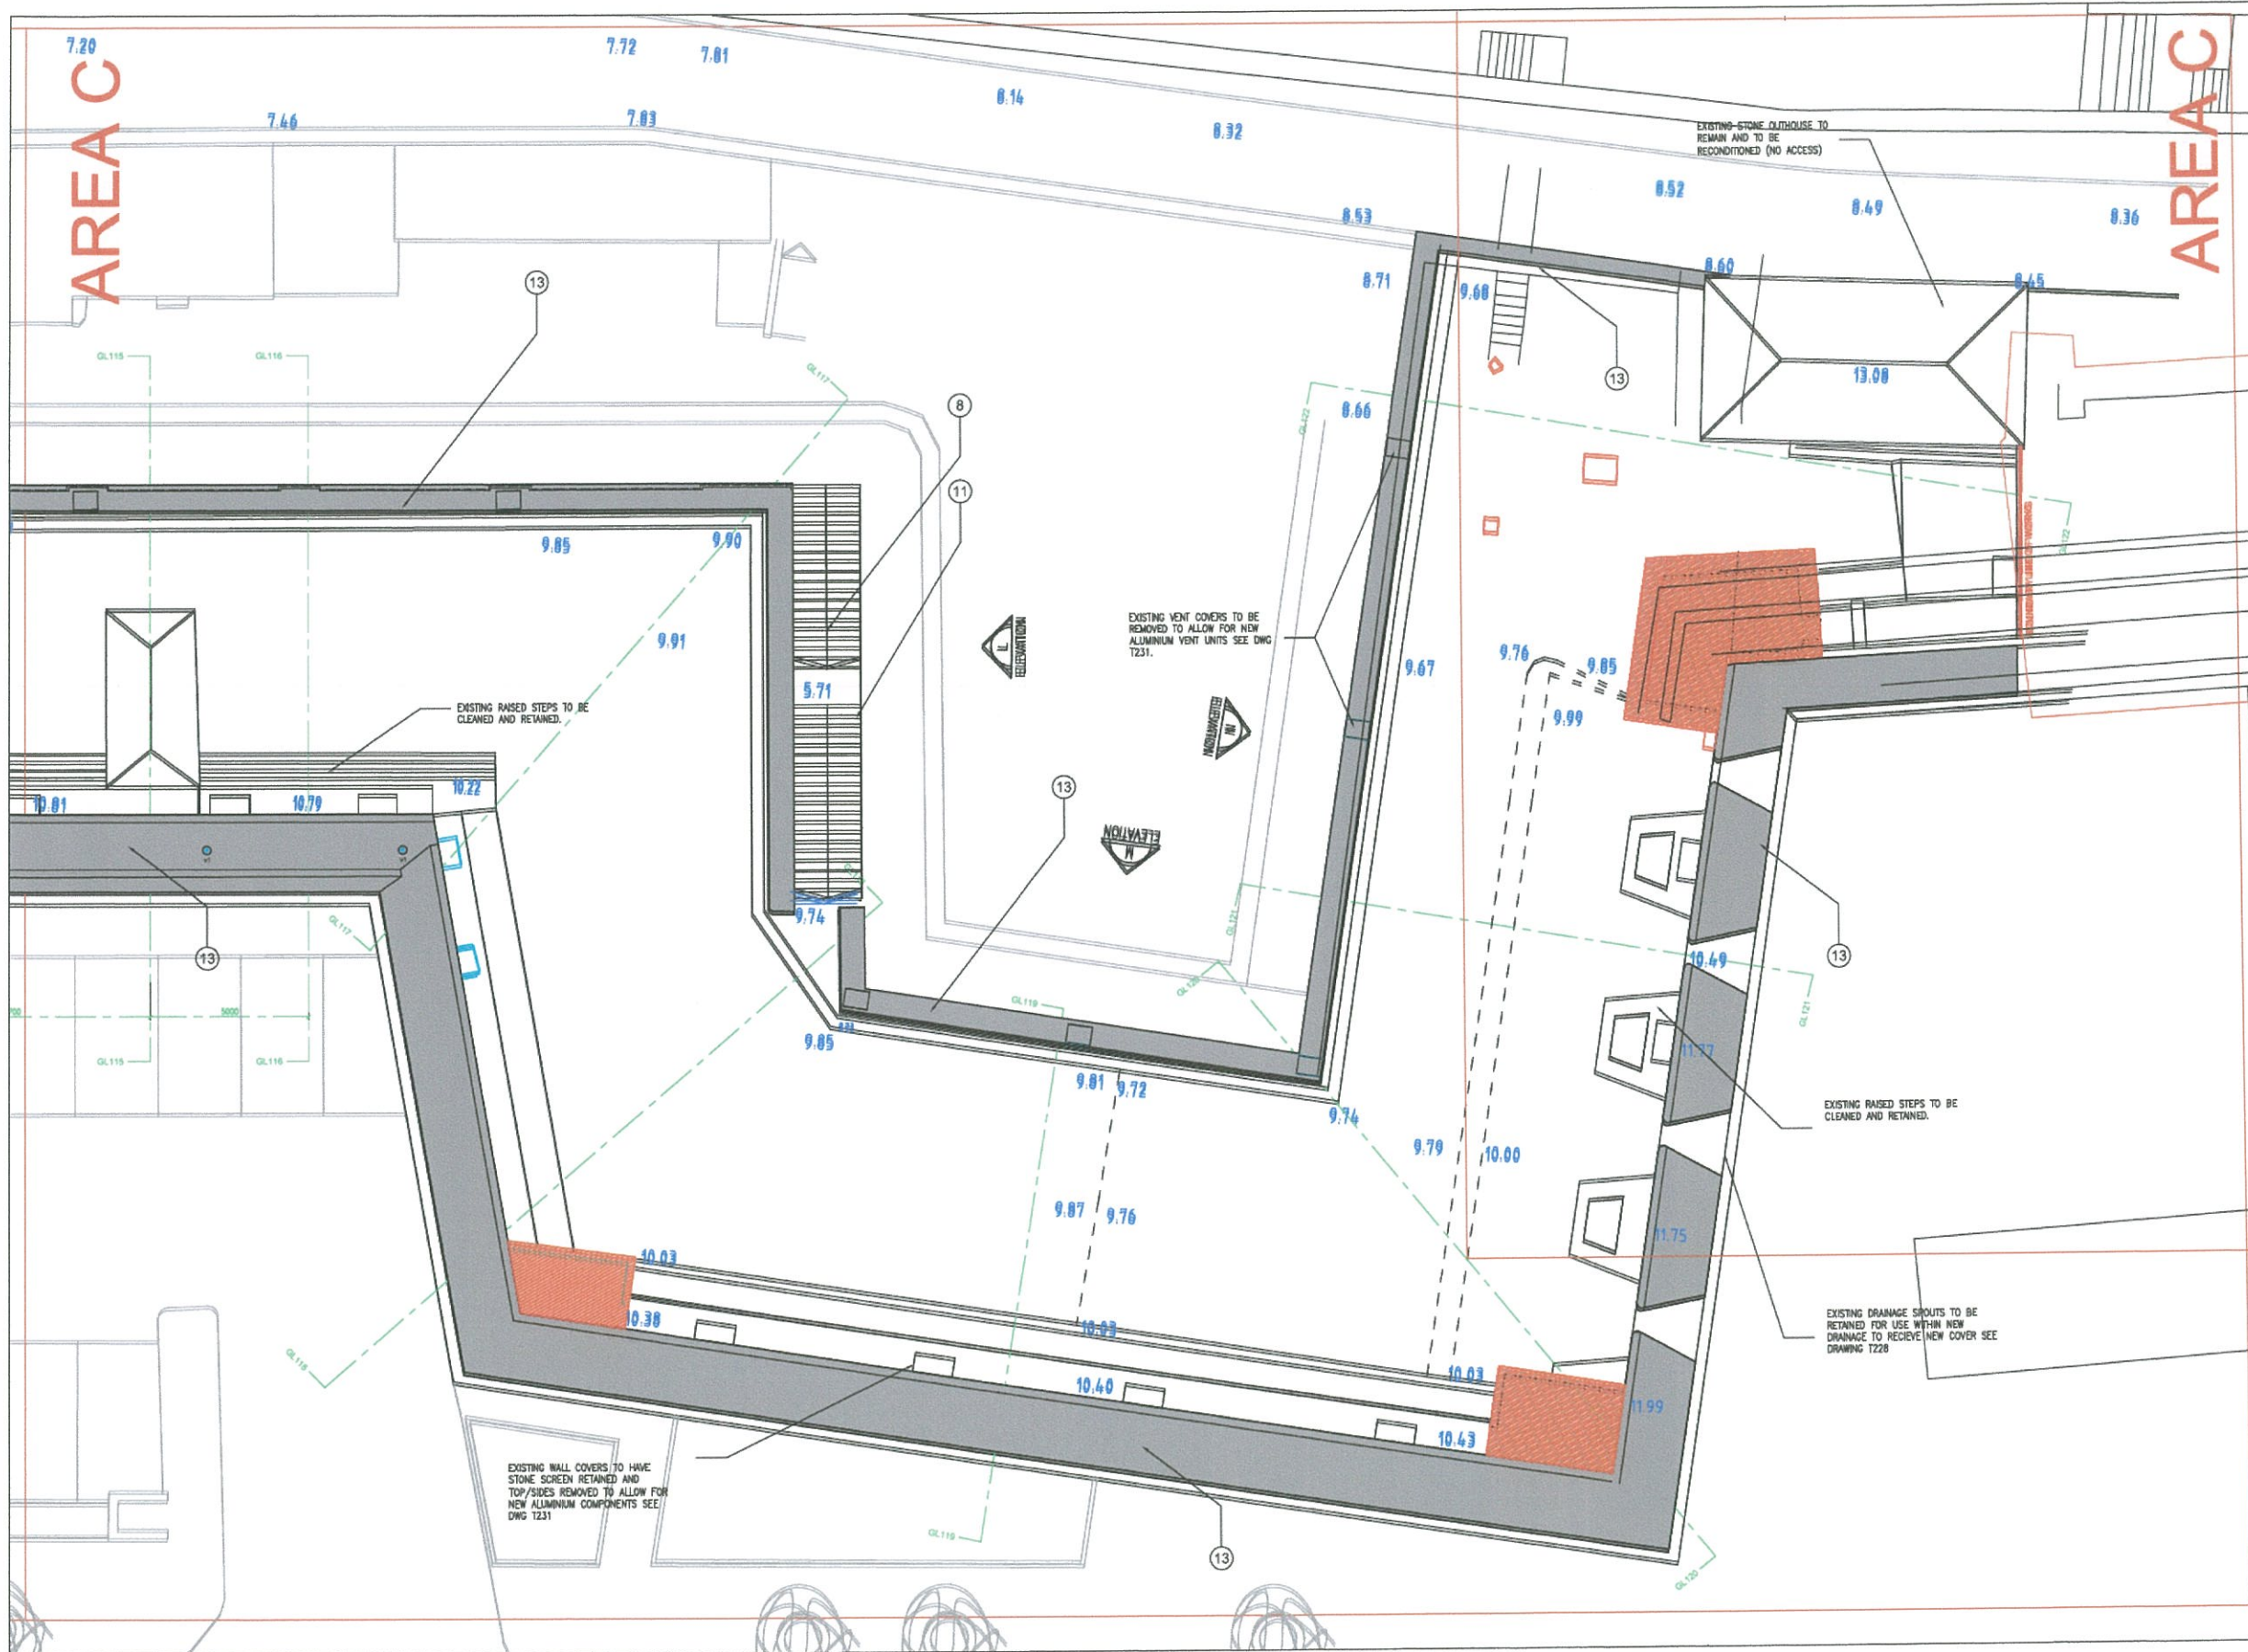 AREA C
AREA C
7.20
7.72
7.81
8.14
7.46
7.83
8.32
EXISTING STONE OUTHOUSE TO
REMAIN AND TO BE
RECONDITIONED (NO ACCESS)
8.52
8.49
8.36
8.53
8.71
9.68
8.60
8.45
13
13
13.08
GL115
GL116
GL117
8
8.66
GL122
11
9.85
9.90
GL122
9.91
EXISTING VENT COVERS TO BE
REMOVED TO ALLOW FOR NEW
ALUMINIUM VENT UNITS SEE DWG
T231.
9.67
9.76
9.85
9.99
5.71
EXISTING RAISED STEPS TO BE
CLEANED AND RETAINED.
10.81
10.79
10.22
13
ELEVATION
M
9.74
GL117
13
GL121
13
10.49
GL120
GL119
5000
GL121
GL115
GL116
9.85
11.77
9.81
9.72
9.74
EXISTING RAISED STEPS TO BE
CLEANED AND RETAINED.
9.79
10.00
9.87
9.76
11.75
10.03
10.38
10.03
EXISTING DRAINAGE SPOUTS TO BE
RETAINED FOR USE WITHIN NEW
DRAINAGE TO RECIEVE NEW COVER SEE
DRAWING T228
10.40
10.03
11.99
10.43
EXISTING WALL COVERS TO HAVE
STONE SCREEN RETAINED AND
TOP/SIDES REMOVED TO ALLOW FOR
NEW ALUMINIUM COMPONENTS SEE
DWG T231
GL119
13
GL120